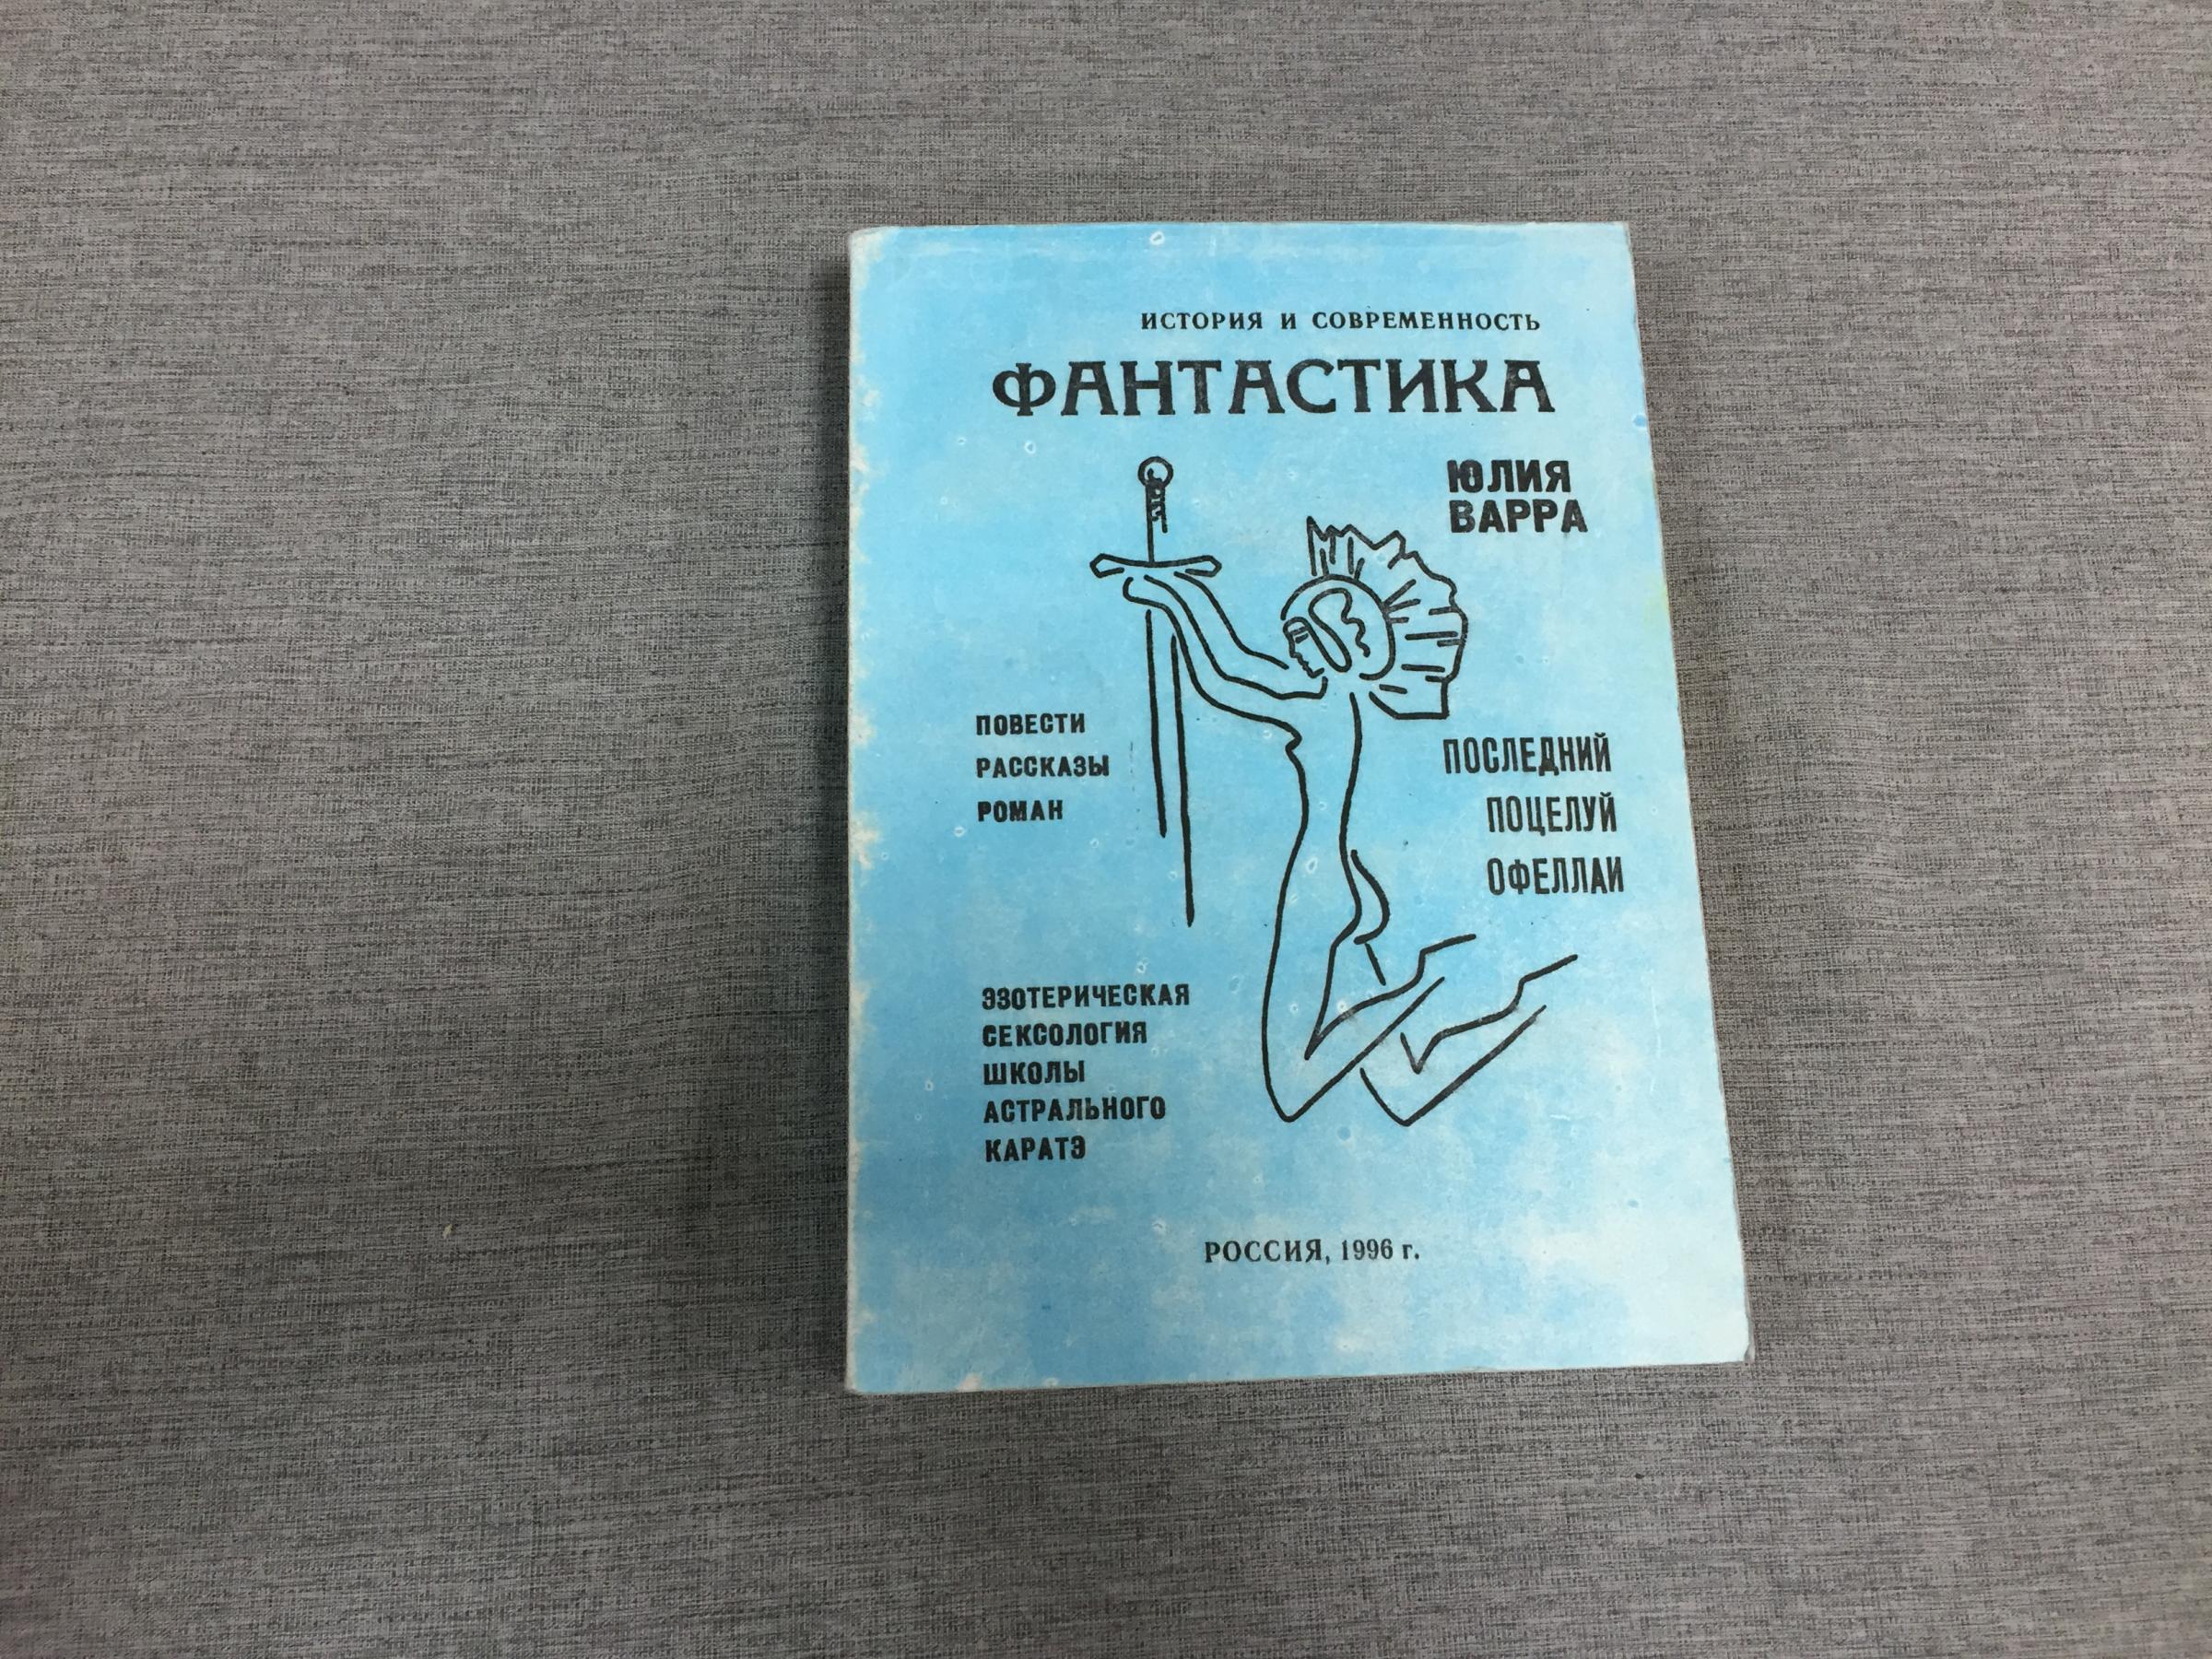 ИСТОРИЯ И СОВРЕМЕННОСТЬ
ФАНТАСТИКА
ЮЛИЯ
ВАРРА
ПОВЕСТИ
РАССКАЗЫ
РОМАН
ПОСЛЕДНИЙ
ПОЦЕЛУЙ
ОФЕЛЛАИ
ЭЗОТЕРИЧЕСКАЯ
СЕКСОЛОГИЯ
ШКОЛЫ
АСТРАЛЬНОГО
КАРАТЭ
РОССИЯ, 1996 г.